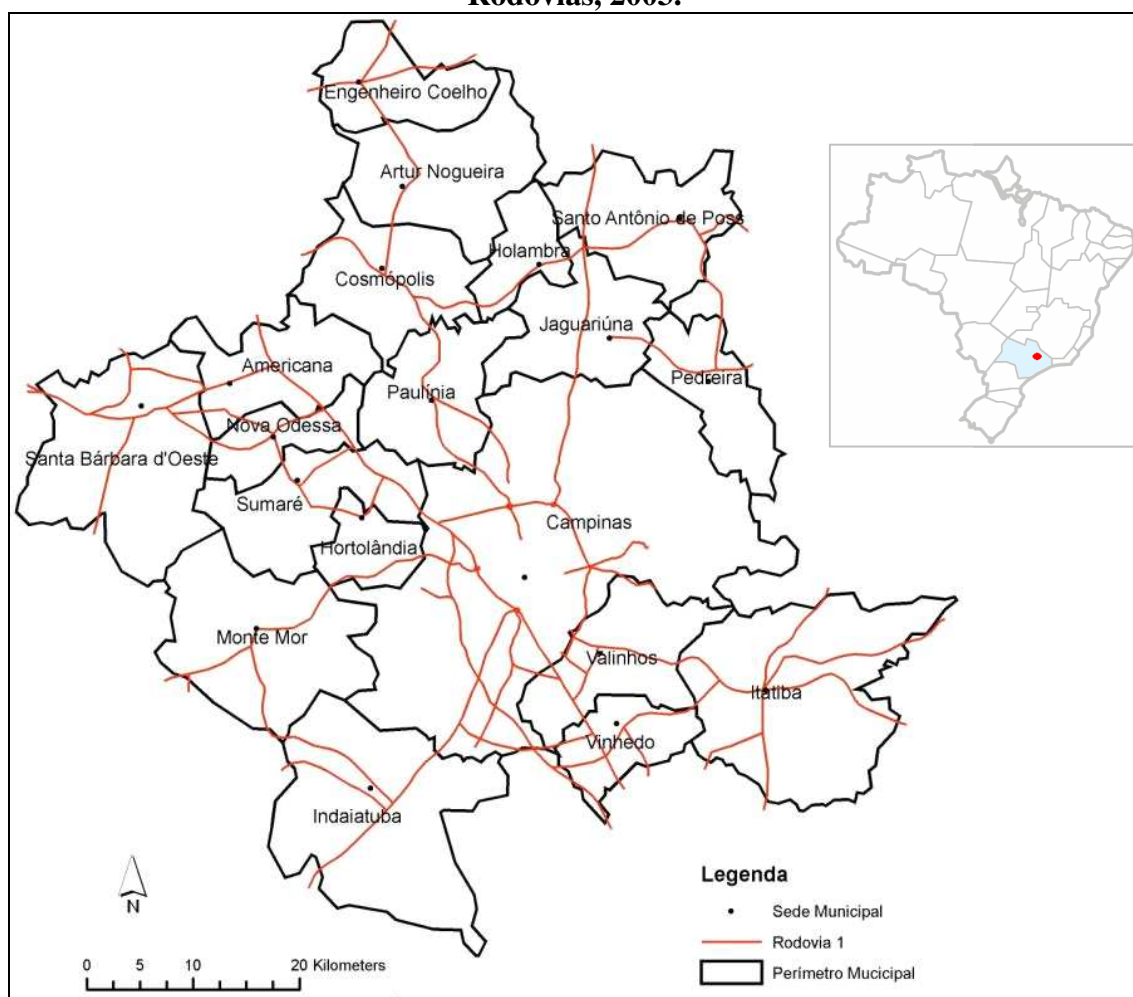 Rodovias, 2005.
Engenheiro Coelho
Artur Nogueira
Santo Antônio de Poss
Holambra
Cosmópolis
Jaguariúna
Americana
Pedreira
Paulínia
Nova Odessa
Santa Bárbara d'Oeste
Sumaré
Campinas
Hortolândia
Monte Mor
Valinhos
Itatiba
Vinhedo
Indaiatuba
N
0 5 10 20 Kilometers
Legenda
Sede Municipal
Rodovia 1
Perímetro Mucicipal